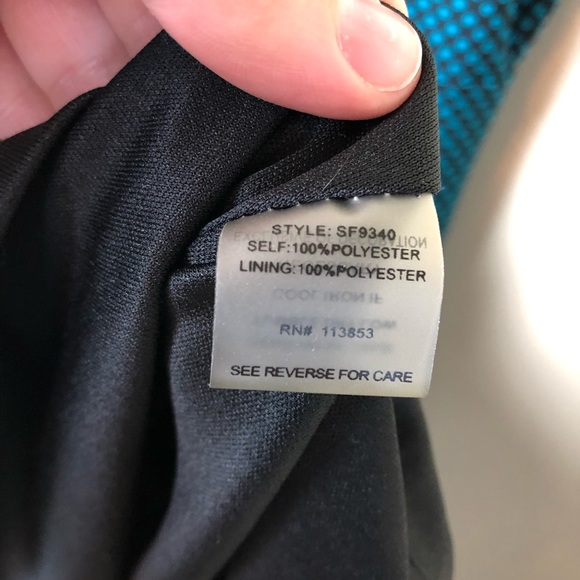 STYLE: SF9340
SELF:100%POLYESTER
LINING:100%POLYESTER
RN# 113853
SEE REVERSE FOR CARE